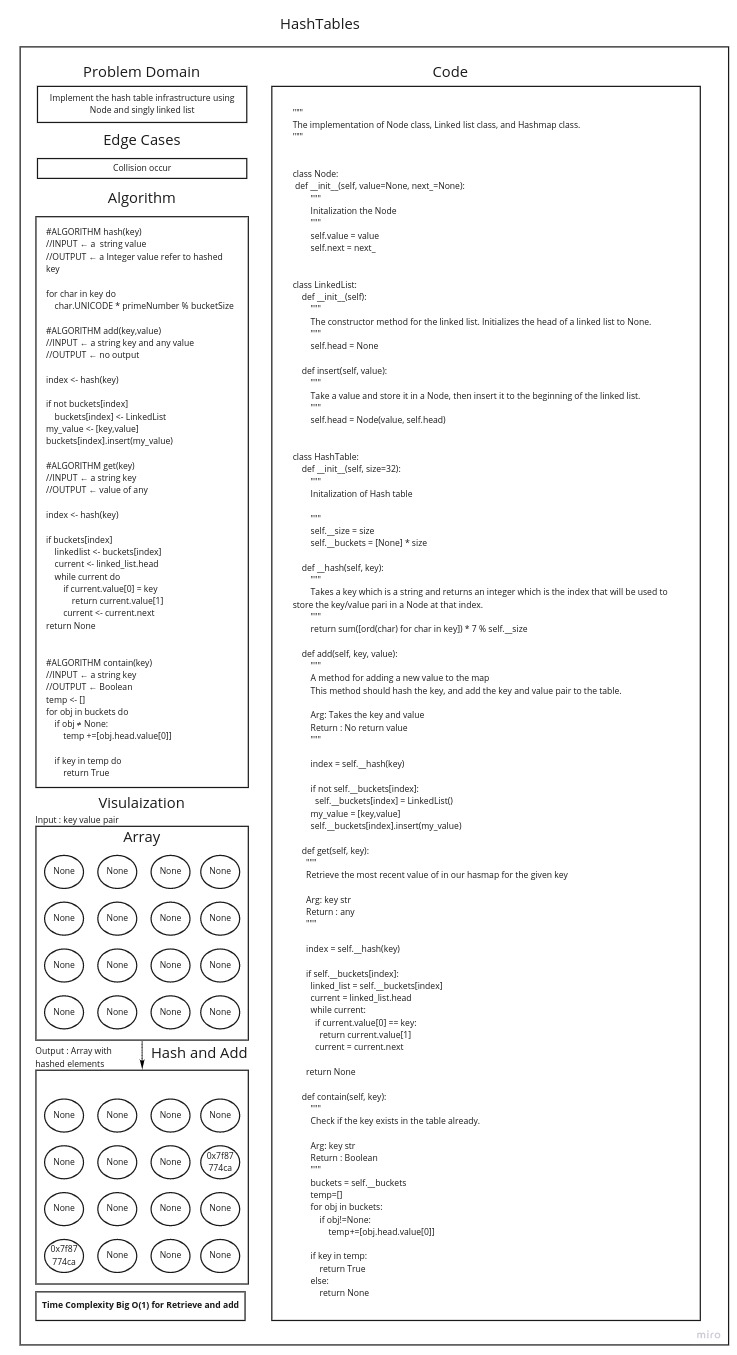 HashTables
Problem Domain
Implement the hash table infrastructure using
Node and singly linked list
Edge Cases
Collision occur
Algorithm
#ALGORITHM hash(key)
//INPUT ← a  string value
//OUTPUT ← a Integer value refer to hashed
key
for char in key do
char.UNICODE * primeNumber % bucketSize
#ALGORITHM add(key,value)
//INPUT ← a string key and any value
//OUTPUT ← no output
index <- hash(key)
if not buckets[index]
buckets[index] <- LinkedList
my_value <- [key,value]
buckets[index].insert(my_value)
#ALGORITHM get(key)
//INPUT ← a string key
//OUTPUT ← value of any
index <- hash(key)
if buckets[index]
linkedlist <- buckets[index]
current <- linked_list.head
while current do
if current.value[0] = key
return current.value[1]
current <- current.next
return None
#ALGORITHM contain(key)
//INPUT ← a string key
//OUTPUT ← Boolean
temp <- []
for obj in buckets do
if obj ≠ None:
temp +=[obj.head.value[0]]
if key in temp do
return True
Visulaization
Input : key value pair
Array
None None None None
None None None None
None None None None
None None None None
Output : Array with
hashed elements
Hash and Add
None None None None
None None None 0x7f87
774ca
None None None None
0x7f87
774ca
None None None
Time Complexity Big O(1) for Retrieve and add
Code
"""
The implementation of Node class, Linked list class, and Hashmap class.
"""
class Node:
def __init__(self, value=None, next_=None):
"""
Initalization the Node
"""
self.value = value
self.next = next_
class LinkedList:
def __init__(self):
"""
The constructor method for the linked list. Initializes the head of a linked list to None.
"""
self.head = None
def insert(self, value):
"""
Take a value and store it in a Node, then insert it to the beginning of the linked list.
"""
self.head = Node(value, self.head)
class HashTable:
def __init__(self, size=32):
"""
Initalization of Hash table
"""
self.__size = size
self.__buckets = [None] * size
def __hash(self, key):
"""
Takes a key which is a string and returns an integer which is the index that will be used to
store the key/value pari in a Node at that index.
"""
return sum([ord(char) for char in key]) * 7 % self.__size
def add(self, key, value):
"""
A method for adding a new value to the map
This method should hash the key, and add the key and value pair to the table.
Arg: Takes the key and value
Return : No return value
"""
index = self.__hash(key)
if not self.__buckets[index]:
self.__buckets[index] = LinkedList()
my_value = [key,value]
self.__buckets[index].insert(my_value)
def get(self, key):
"""
Retrieve the most recent value of in our hasmap for the given key
Arg: key str
Return : any
"""
index = self.__hash(key)
if self.__buckets[index]:
linked_list = self.__buckets[index]
current = linked_list.head
while current:
if current.value[0] == key:
return current.value[1]
current = current.next
return None
def contain(self, key):
"""
Check if the key exists in the table already.
Arg: key str
Return : Boolean
"""
buckets = self.__buckets
temp=[]
for obj in buckets:
if obj!=None:
temp+=[obj.head.value[0]]
if key in temp:
return True
else:
return None
miro